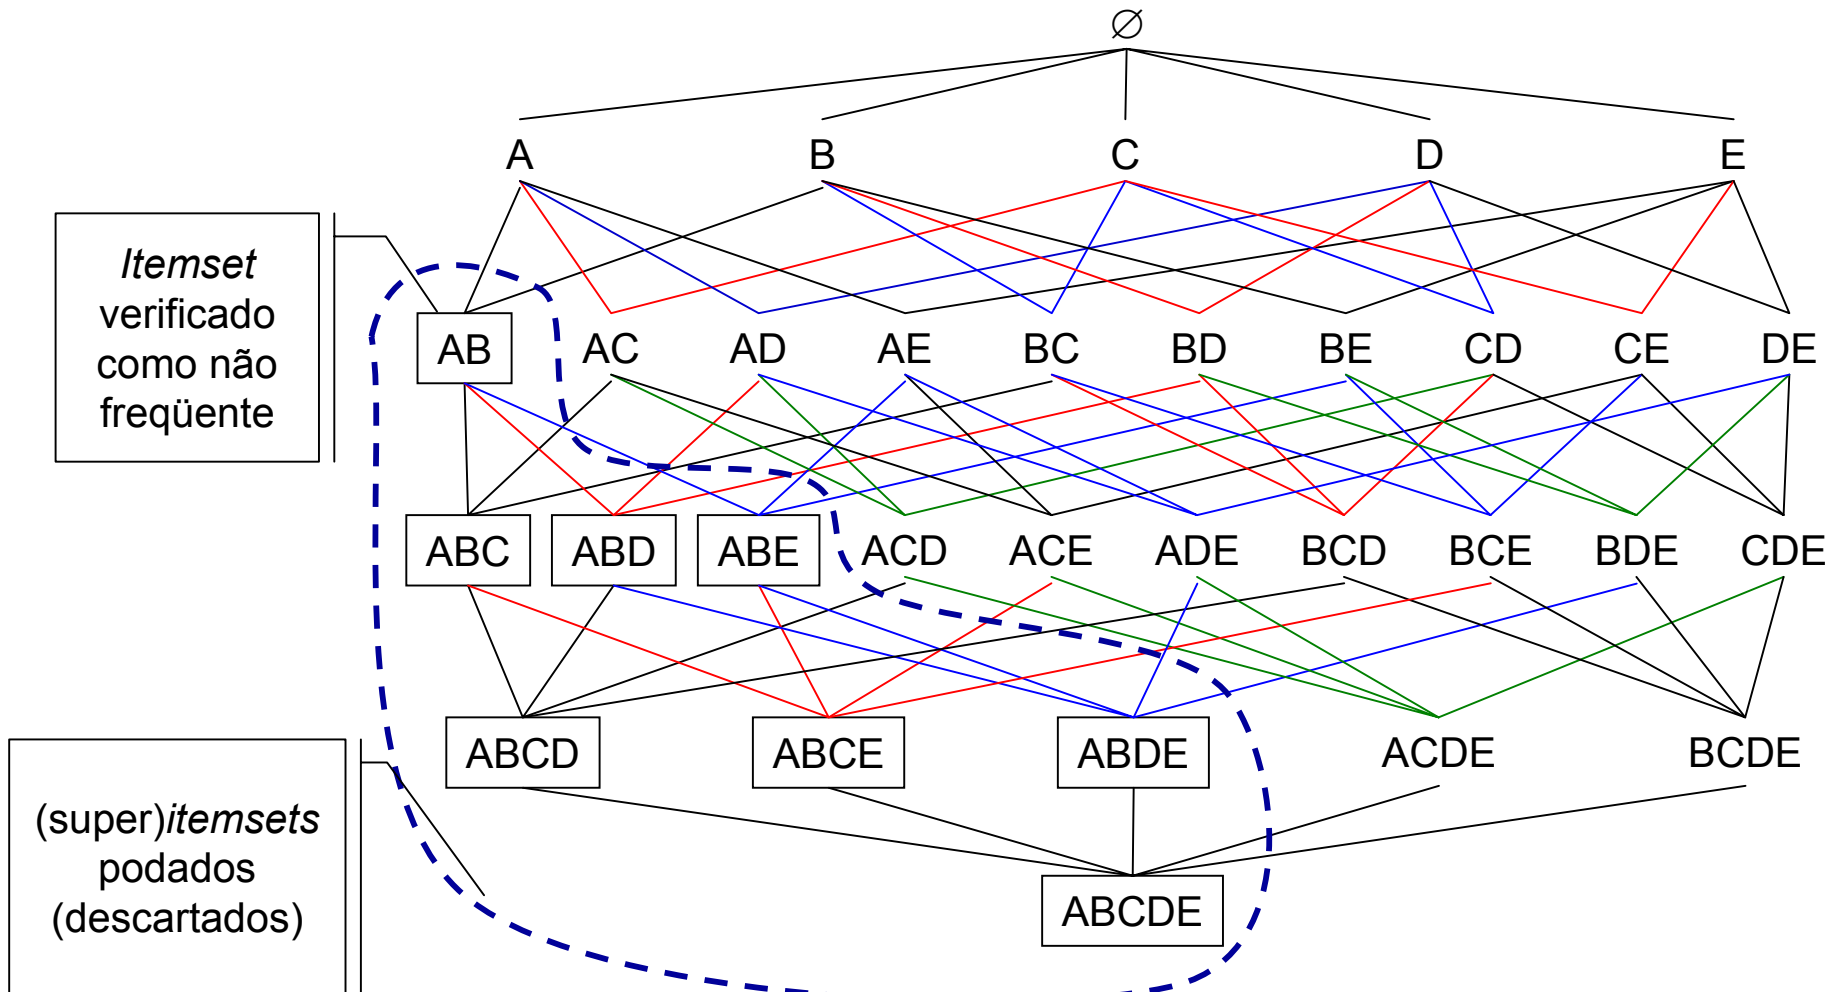 ∅
A B C D E
Itemset
verificado
como não
freqüente
AB AC AD AE BC BD BE CD CE DE
ABC ABD ABE ACD ACE ADE BCD BCE BDE CDE
ABCD ABCE ABDE ACDE BCDE
(super)itemsets
podados
(descartados)
ABCDE